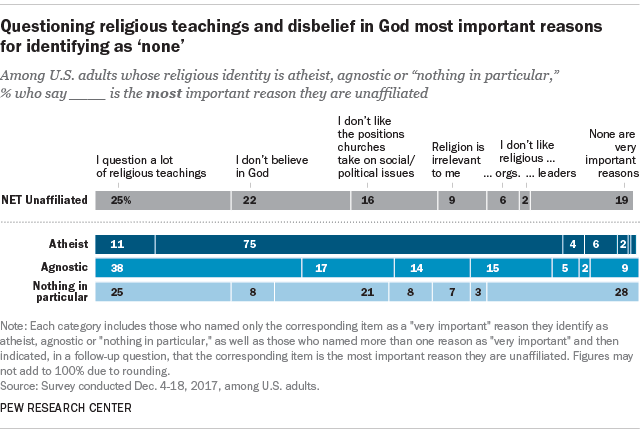 Questioning religious teachings and disbelief in God most important reasons
for identifying as ‘none’
Among U.S. adults whose religious identity is atheist, agnostic or “nothing in particular,”
% who say ____ is the most important reason they are unaffiliated
I question a lot
of religious teachings
I don’t believe
in God
I don’t like
the positions
churches
take on social/
political issues
Religion is
irrelevant
to me
I don’t like
religious ...
... orgs. ... leaders
None are
very
important
reasons
NET Unaffiliated 25% 22 16 9 6 2 19
Atheist 11 75 4 6 2
Agnostic 38 17 14 15 5 2 9
Nothing in
particular 25 8 21 8 7 3 28
Note: Each category includes those who named only the corresponding item as a "very important" reason they identify as
atheist, agnostic or "nothing in particular," as well as those who named more than one reason as "very important" and then
indicated, in a follow-up question, that the corresponding item is the most important reason they are unaffiliated. Figures may
not add to 100% due to rounding.
Source: Survey conducted Dec. 4-18, 2017, among U.S. adults.
PEW RESEARCH CENTER